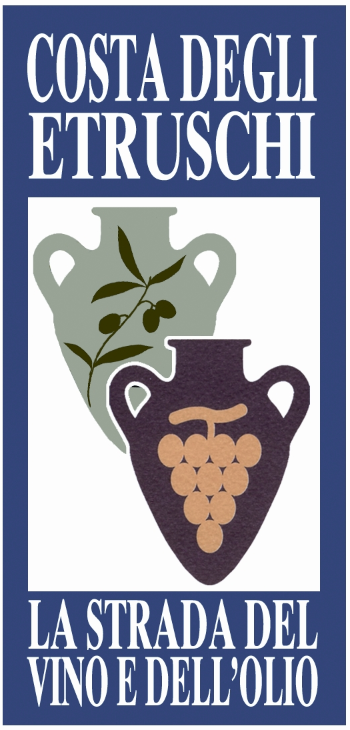 COSTA DEGLI
ETRUSCHI
LA STRADA DEL
VINO E DELL'OLIO